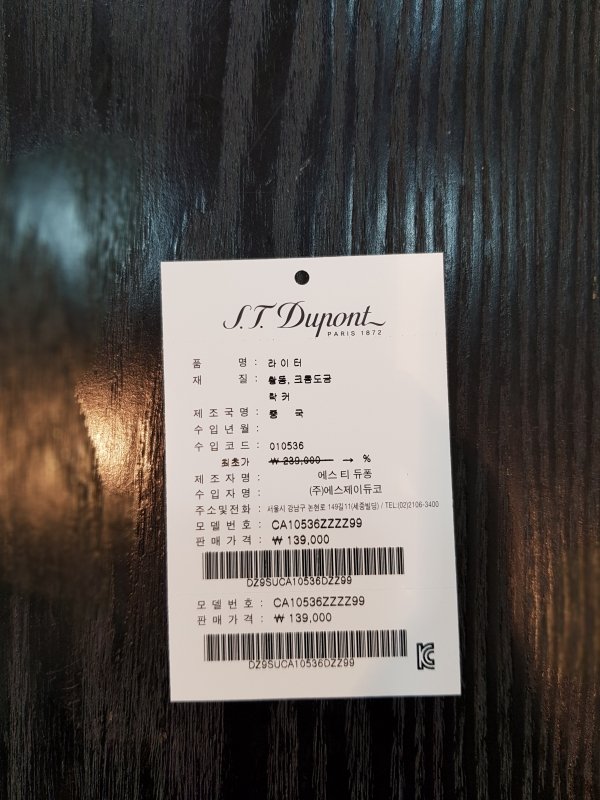 S.T. Dupont
PARIS 1872
품 명 : 라이터
재 질 : 황동, 크롬도금
락커
제 조 국 명 : 중 국
수 입 년 월 :
수 입 코 드 : 010536
최초가 ₩ 239,000 → %
제 조 자 명 : 에스 티 듀퐁
수 입 자 명 : (주)에스제이듀코
주소및전화 : 서울시 강남구 논현로 149길11(세종빌딩) / TEL:(02)2106-3400
모 델 번 호 : CA10536ZZZZ99
판 매 가 격 : ₩ 139,000
DZ9SUCA10536DZZ99
모 델 번 호 : CA10536ZZZZ99
판 매 가 격 : ₩ 139,000
DZ9SUCA10536DZZ99
KC